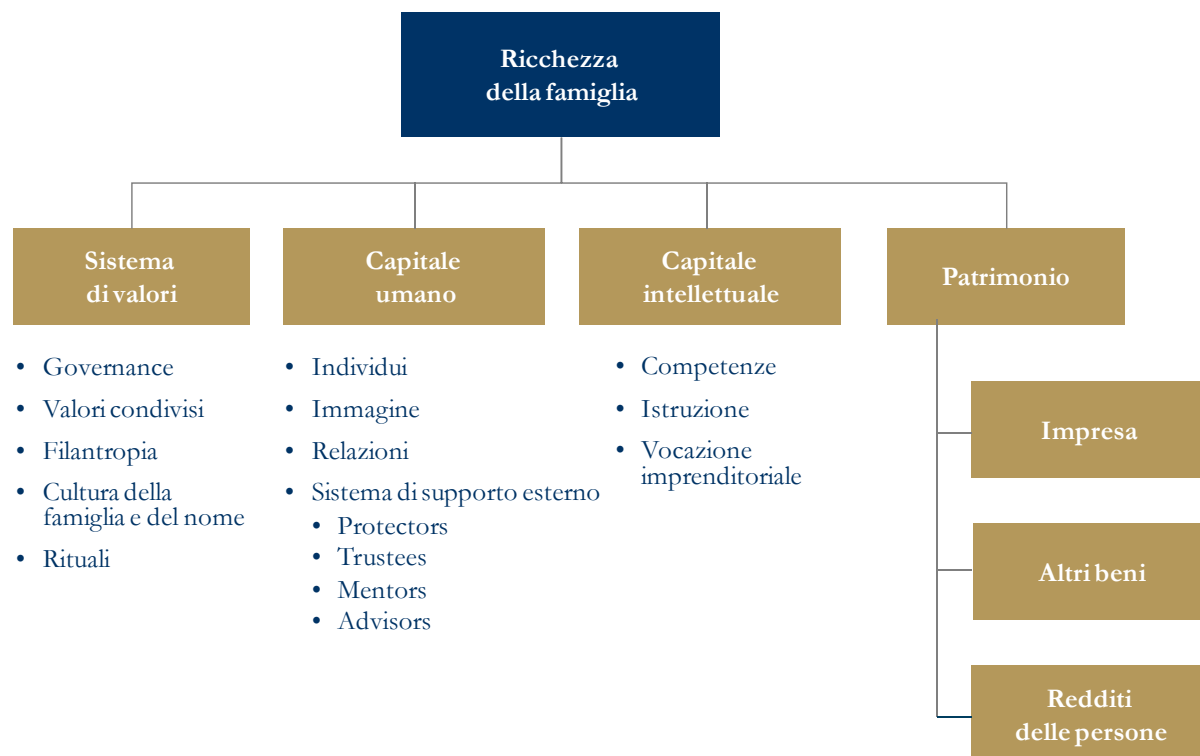 Ricchezza
della famiglia
Sistema
di valori
Capitale
umano
Capitale
intellettuale
Patrimonio
• Governance
• Valori condivisi
• Filantropia
• Cultura della
famiglia e del nome
• Rituali
• Individui
• Immagine
• Relazioni
• Sistema di supporto esterno
• Protectors
• Trustees
• Mentors
• Advisors
• Competenze
• Istruzione
• Vocazione
imprenditoriale
Impresa
Altri beni
Redditi
delle persone